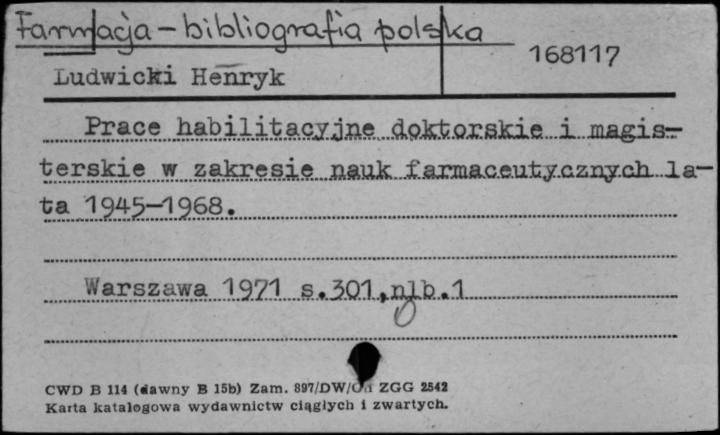 Farmacja – bibliografia polska
168117
Ludwicki Henryk
Prace habilitacyjne doktorskie i magis-
terskie w zakresie nauk farmaceutycznych la-
ta 1945-1968.
Warszawa 1971 s.301,nlb.1
CWD B 114 (dawny B 15b) Zam. 897/DW/ ZGG 2542
Karta katalogowa wydawnictw ciągłych i zwartych.